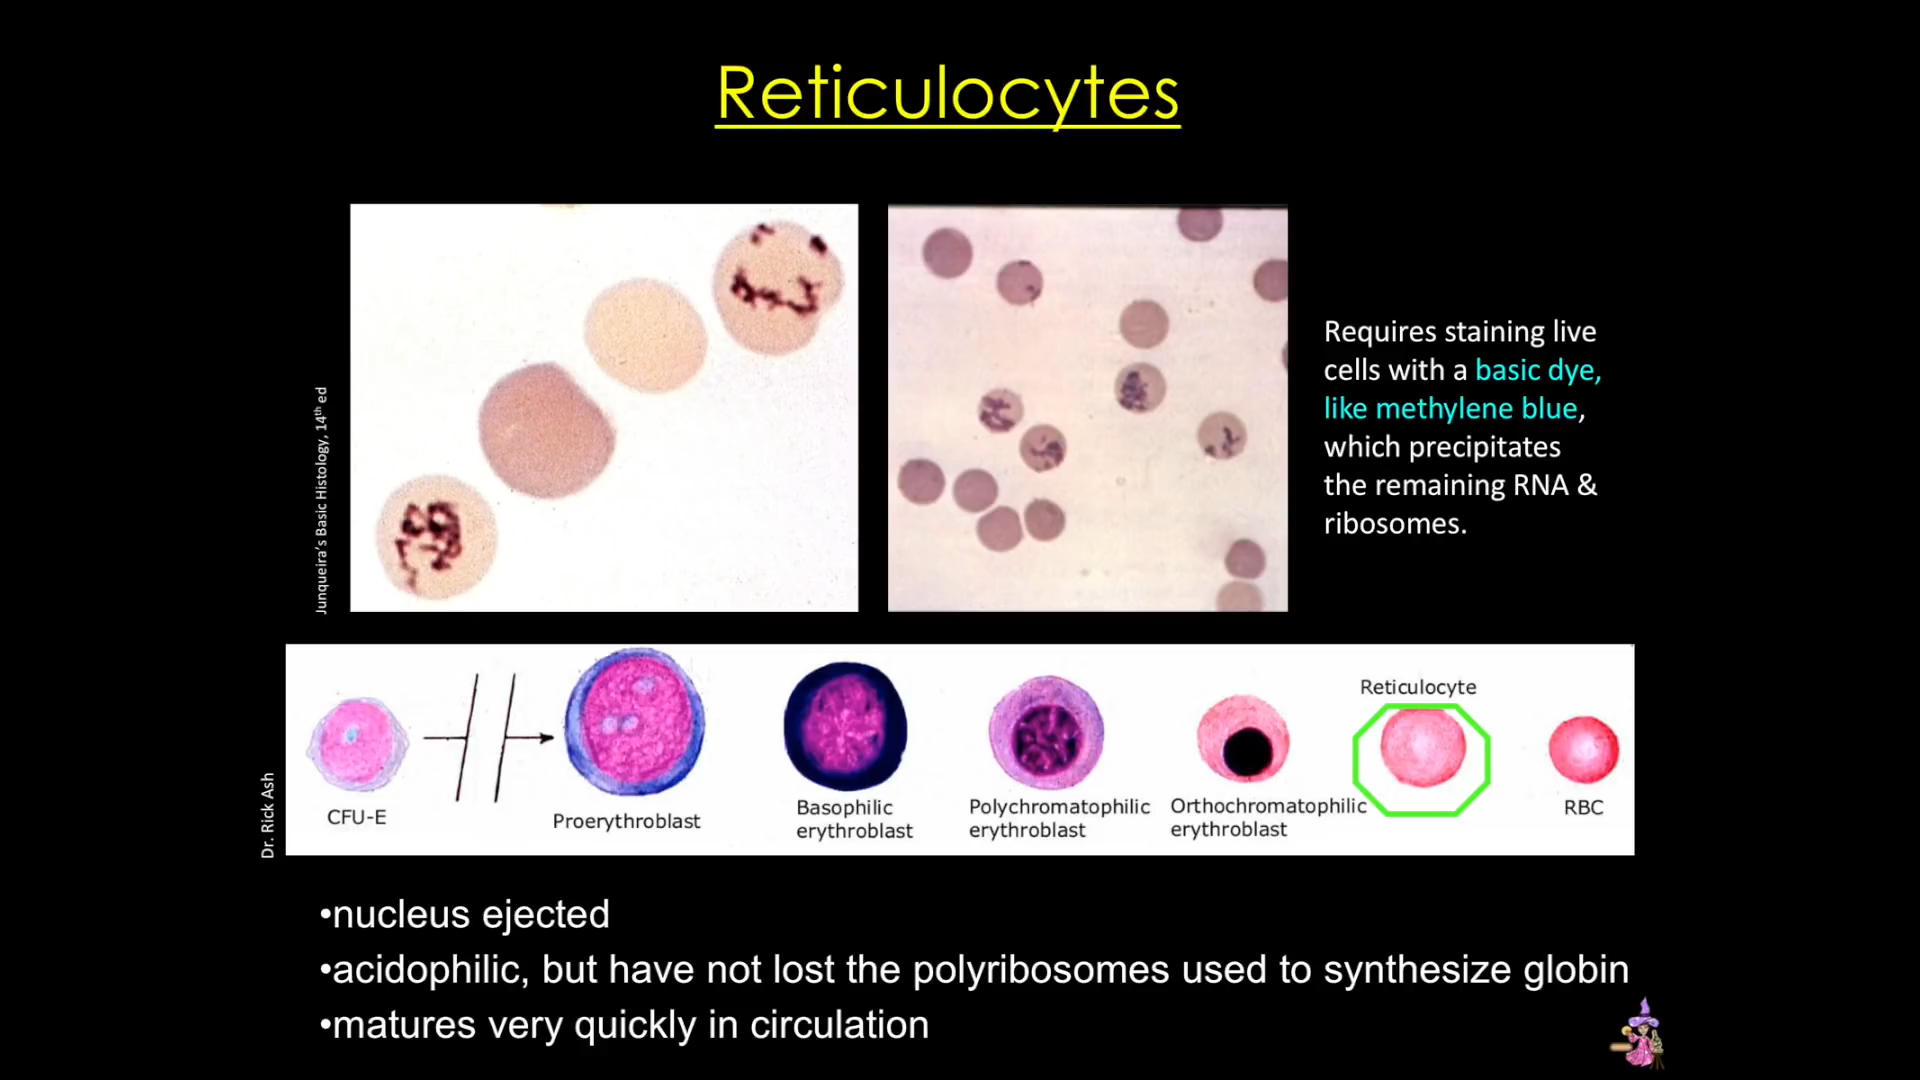 Reticulocytes
Junqueira's Basic Histology, 14th ed
Requires staining live
cells with a basic dye,
like methylene blue,
which precipitates
the remaining RNA &
ribosomes.
Dr. Rick Ash
CFU-E
Proerythroblast
Basophilic
erythroblast
Polychromatophilic
erythroblast
Orthochromatophilic
erythroblast
Reticulocyte
RBC
•nucleus ejected
•acidophilic, but have not lost the polyribosomes used to synthesize globin
•matures very quickly in circulation